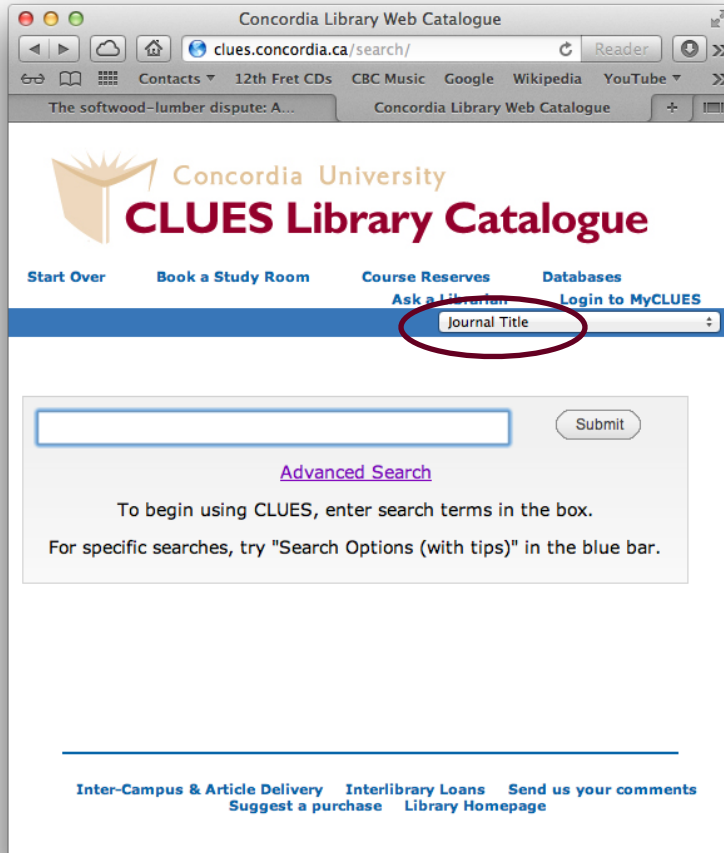 Concordia Library Web Catalogue
clues.concordia.ca/search/ Reader
Contacts 12th Fret CDs CBC Music Google Wikipedia YouTube
The softwood-lumber dispute: A... Concordia Library Web Catalogue
Concordia University
CLUES Library Catalogue
Start Over Book a Study Room Course Reserves Databases
Ask a Librarian Login to MyCLUES
Journal Title
Submit
Advanced Search
To begin using CLUES, enter search terms in the box.
For specific searches, try "Search Options (with tips)" in the blue bar.
Inter-Campus & Article Delivery Interlibrary Loans Send us your comments
Suggest a purchase Library Homepage